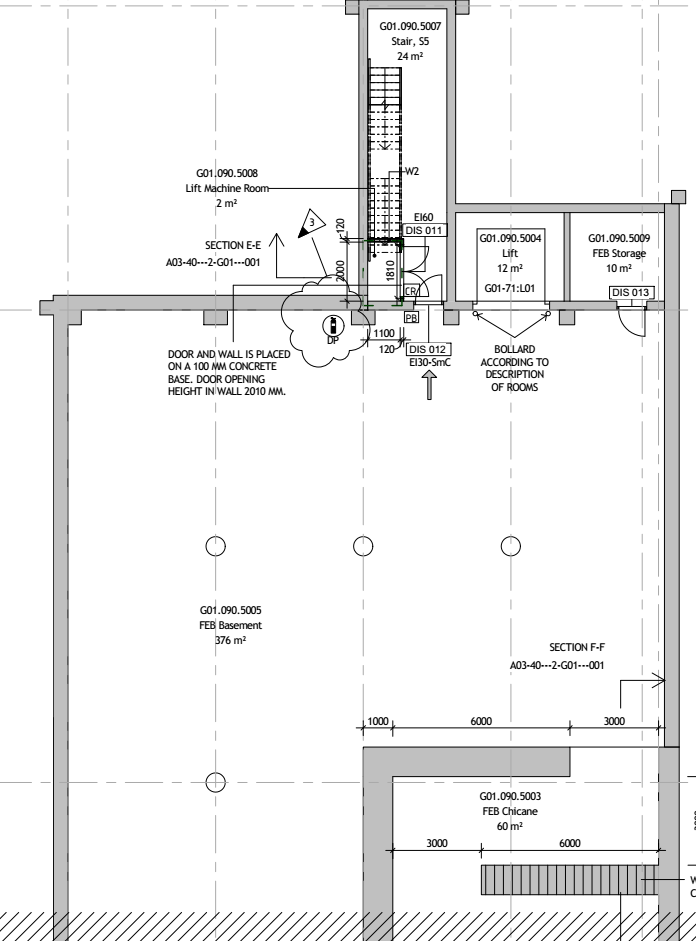 G01.090.5007
Stair, S5
24 m²
G01.090.5008
Lift Machine Room
2 m²
W2
3
EI60
DIS 011
120
SECTION E-E
A03-40---2-G01---001
2000
1810
CR
G01.090.5004
Lift
12 m²
G01-71:L01
G01.090.5009
FEB Storage
10 m²
DIS 013
PB
DP
1100
120
DIS 012
EI30-SmC
DOOR AND WALL IS PLACED
ON A 100 MM CONCRETE
BASE. DOOR OPENING
HEIGHT IN WALL 2010 MM.
BOLLARD
ACCORDING TO
DESCRIPTION
OF ROOMS
G01.090.5005
FEB Basement
376 m²
SECTION F-F
A03-40---2-G01---001
1000
6000
3000
G01.090.5003
FEB Chicane
60 m²
3000
6000
W
C